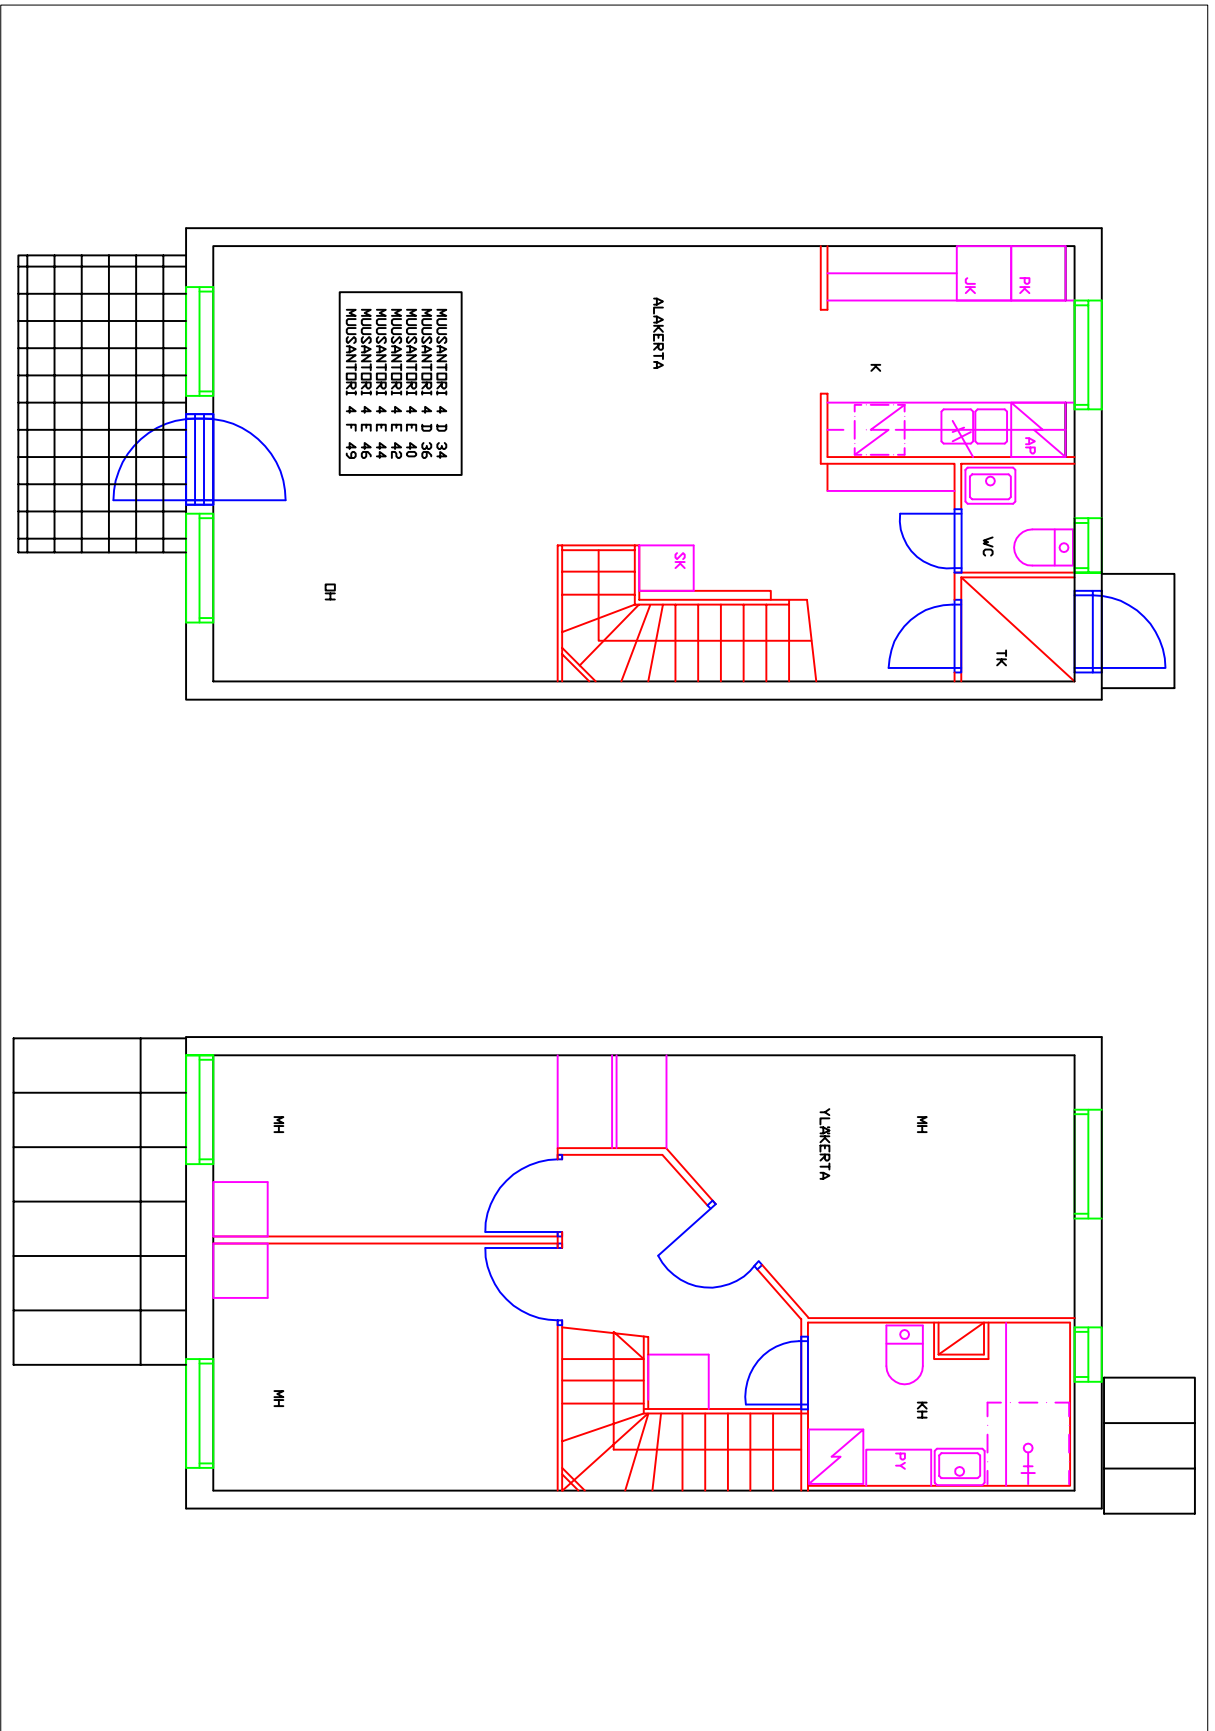 PK
JK
K
AP
ALAKERTA
MUUSANTORI 4 D 34
MUUSANTORI 4 D 36
MUUSANTORI 4 E 40
MUUSANTORI 4 E 42
MUUSANTORI 4 E 44
MUUSANTORI 4 E 46
MUUSANTORI 4 F 49
WC
SK
OH
TK
MH
YLÄKERTA
MH
MH
KH
PY